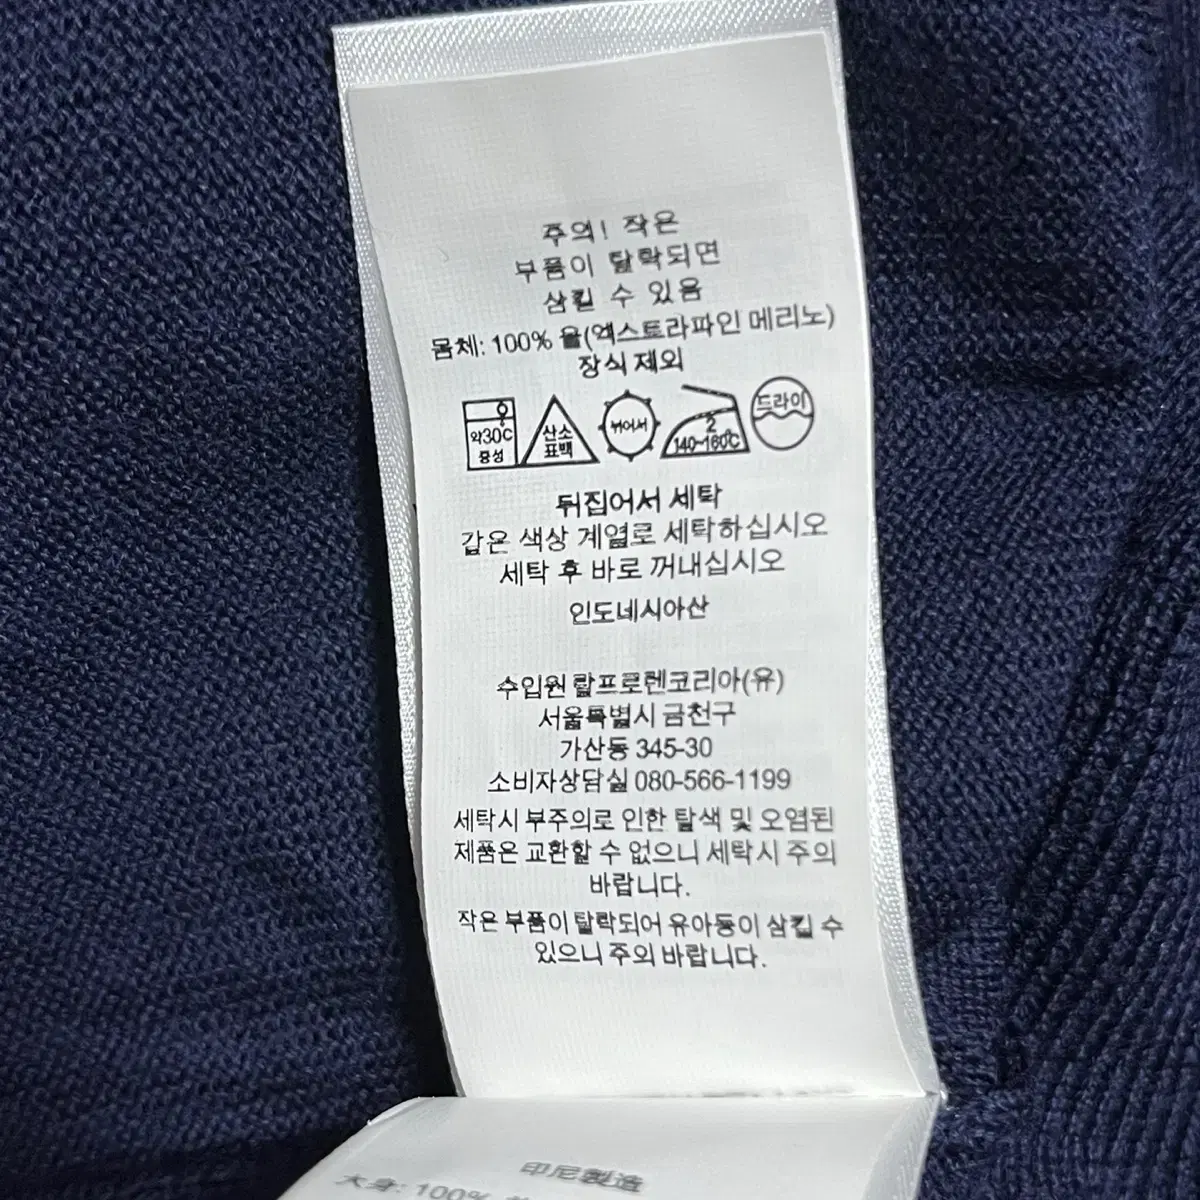 주의! 작은
부품이 탈락되면
삼킬 수 있음
몸체: 100% 울(엑스트라파인 메리노)
장식 제외
약30C
중성
산소
표백
뉘어서
2
140~160℃
드라이
뒤집어서 세탁
같은 색상 계열로 세탁하십시오
세탁 후 바로 꺼내십시오
인도네시아산
수입원 랄프로렌코리아(유)
서울특별시 금천구
가산동 345-30
소비자상담실 080-566-1199
세탁시 부주의로 인한 탈색 및 오염된
제품은 교환할 수 없으니 세탁시 주의
바랍니다.
작은 부품이 탈락되어 유아등이 삼킬 수
있으니 주의 바랍니다.
印尼製造
大身: 100%